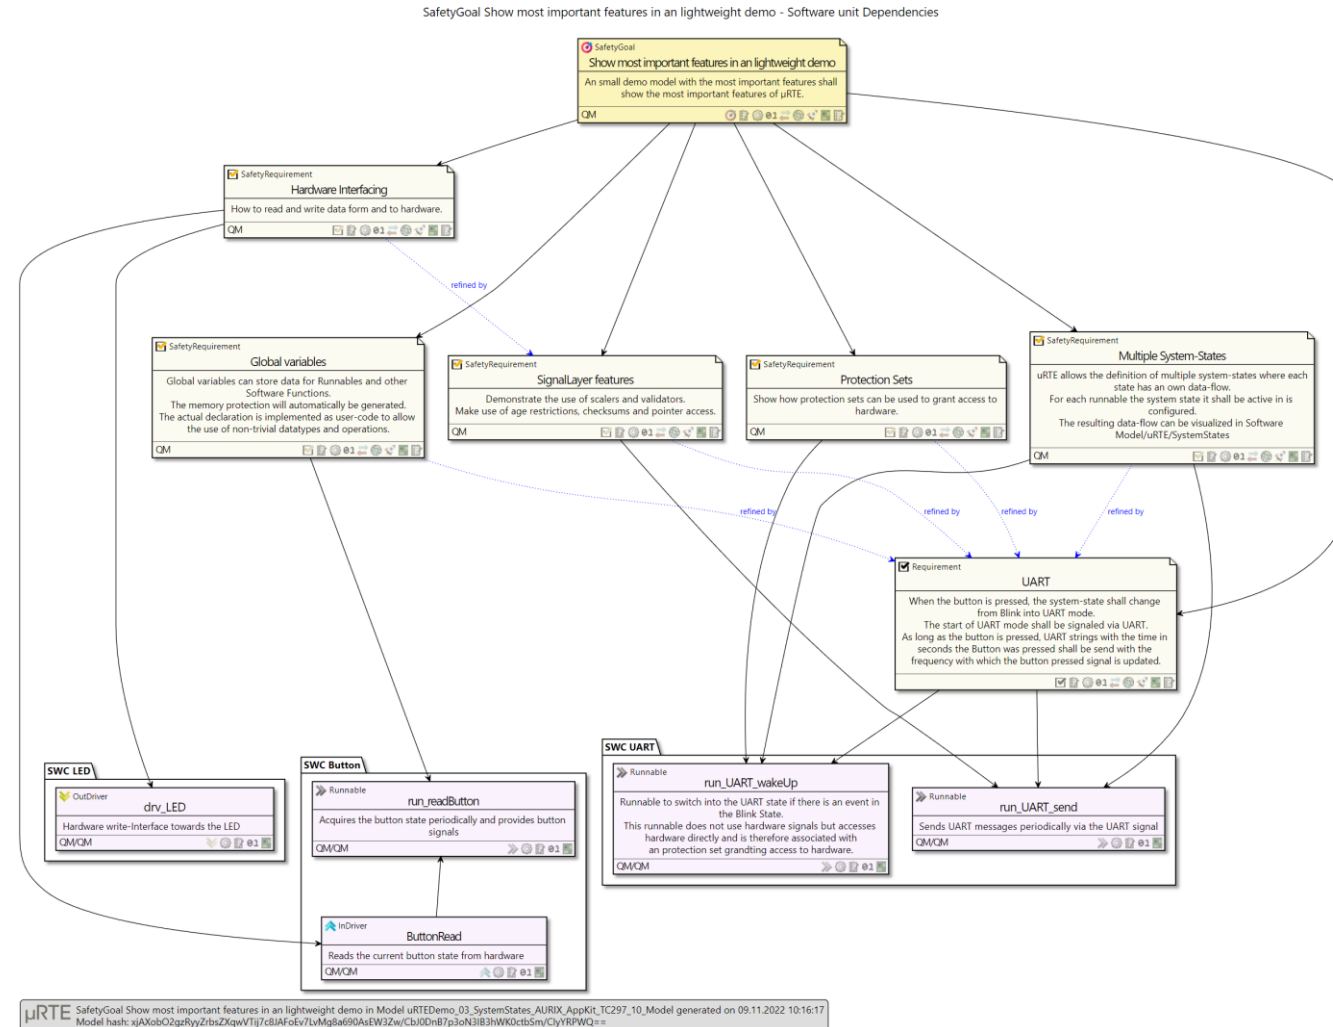 SafetyGoal Show most important features in an lightweight demo - Software unit Dependencies
SafetyGoal
Show most important features in an lightweight demo
An small demo model with the most important features shall
show the most important features of µRTE.
QM
01
SafetyRequirement
Hardware Interfacing
How to read and write data form and to hardware.
QM
01
refined by
SafetyRequirement
Global variables
Global variables can store data for Runnables and other
Software Functions.
The memory protection will automatically be generated.
The actual declaration is implemented as user-code to allow
the use of non-trivial datatypes and operations.
QM
01
SafetyRequirement
SignalLayer features
Demonstrate the use of scalers and validators.
Make use of age restrictions, checksums and pointer access.
QM
01
SafetyRequirement
Protection Sets
Show how protection sets can be used to grant access to
hardware.
QM
01
SafetyRequirement
Multiple System-States
uRTE allows the definition of multiple system-states where each
state has an own data-flow.
For each runnable the system state it shall be active in is
configured.
The resulting data-flow can be visualized in Software
Model/uRTE/SystemStates
QM
01
refined by
refined by
refined by
refined by
Requirement
UART
When the button is pressed, the system-state shall change
from Blink into UART mode.
The start of UART mode shall be signaled via UART.
As long as the button is pressed, UART strings with the time in
seconds the Button was pressed shall be send with the
frequency with which the button pressed signal is updated.
01
SWC LED
OutDriver
drv_LED
Hardware write-Interface towards the LED
QM/QM
01
SWC Button
Runnable
run_readButton
Acquires the button state periodically and provides button
signals
QM/QM
01
InDriver
ButtonRead
Reads the current button state from hardware
QM/QM
01
SWC UART
Runnable
run_UART_wakeUp
Runnable to switch into the UART state if there is an event in
the Blink State.
This runnable does not use hardware signals but accesses
hardware directly and is therefore associated with
an protection set grandting access to hardware.
QM/QM
01
Runnable
run_UART_send
Sends UART messages periodically via the UART signal
QM/QM
01
µRTE
SafetyGoal Show most important features in an lightweight demo in Model uRTEDemo_03_SystemStates_AURIX_AppKit_TC297_10_Model generated on 09.11.2022 10:16:17
Model hash: xjAXobO2gzRyyZrbsZXqwVTij7c8JAFoEv7LvMg8a690AsEW3Zw/CbJ0DnB7p3oN3IB3hWK0ctbSm/ClyYRPWQ==